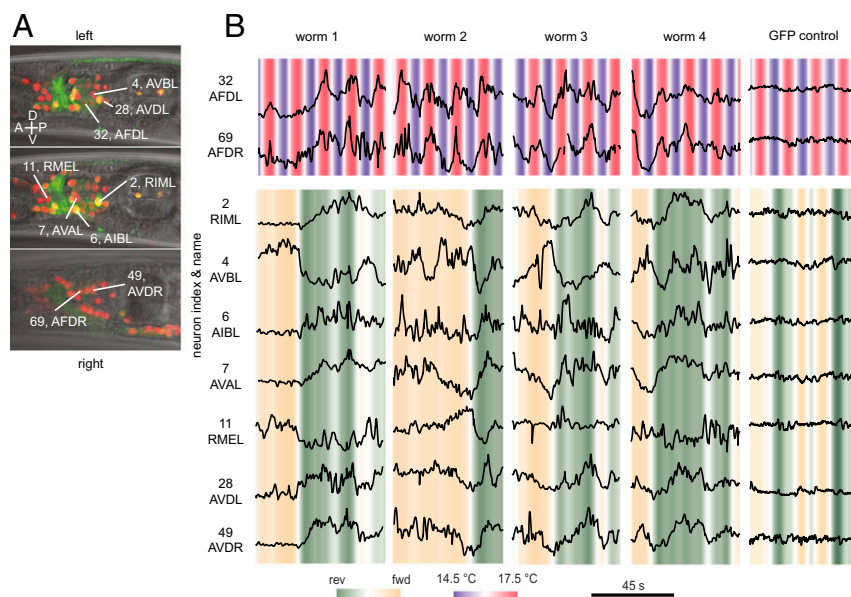 A
left
4, AVBL
28, AVDL
32, AFDL
D
A P
V
11, RMEL
2, RIML
7, AVAL
6, AIBL
49, AVDR
69, AFDR
right
B
worm 1 worm 2 worm 3 worm 4 GFP control
32
AFDL
69
AFDR
neuron index & name
2
RIML
4
AVBL
6
AIBL
7
AVAL
11
RMEL
28
AVDL
49
AVDR
rev fwd 14.5 °C 17.5 °C 45 s